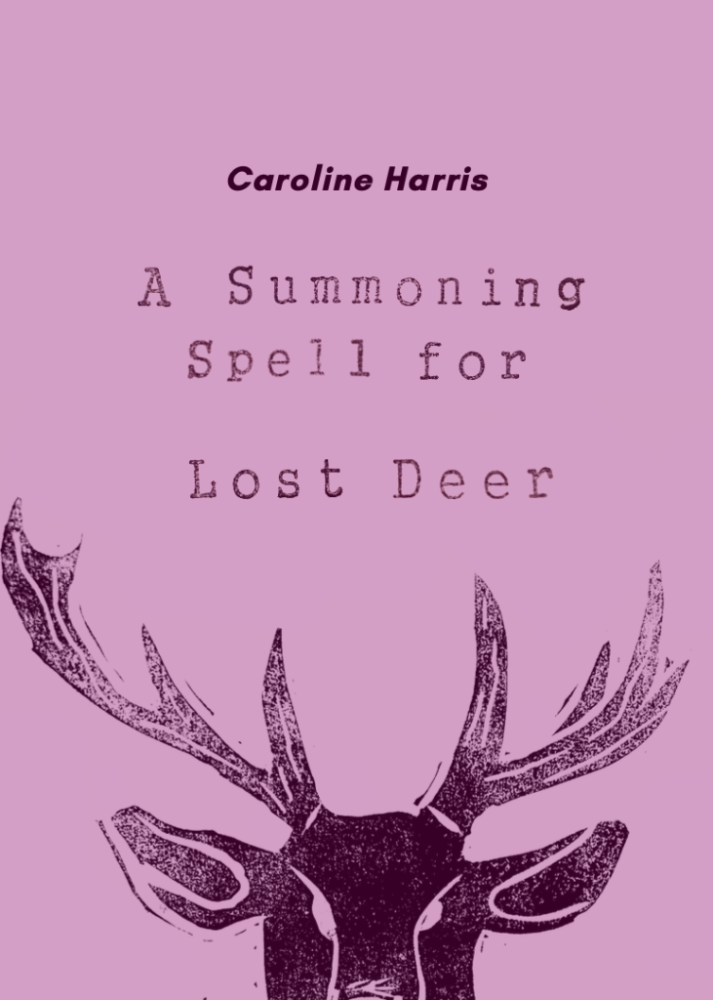 Caroline Harris
A Summoning
Spell for
Lost Deer